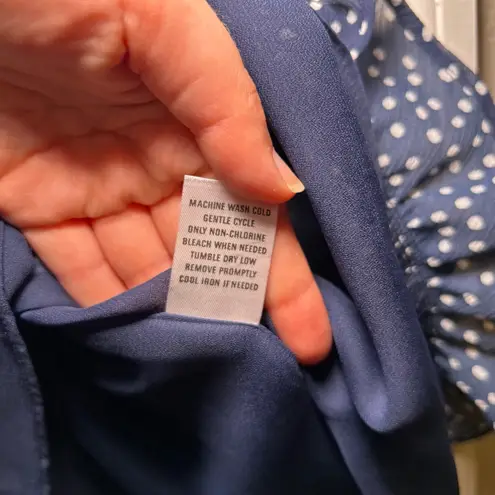 MACHINE WASH COLD
GENTLE CYCLE
ONLY NON-CHLORINE
BLEACH WHEN NEEDED
TUMBLE DRY LOW
REMOVE PROMPTLY
COOL IRON IF NEEDED